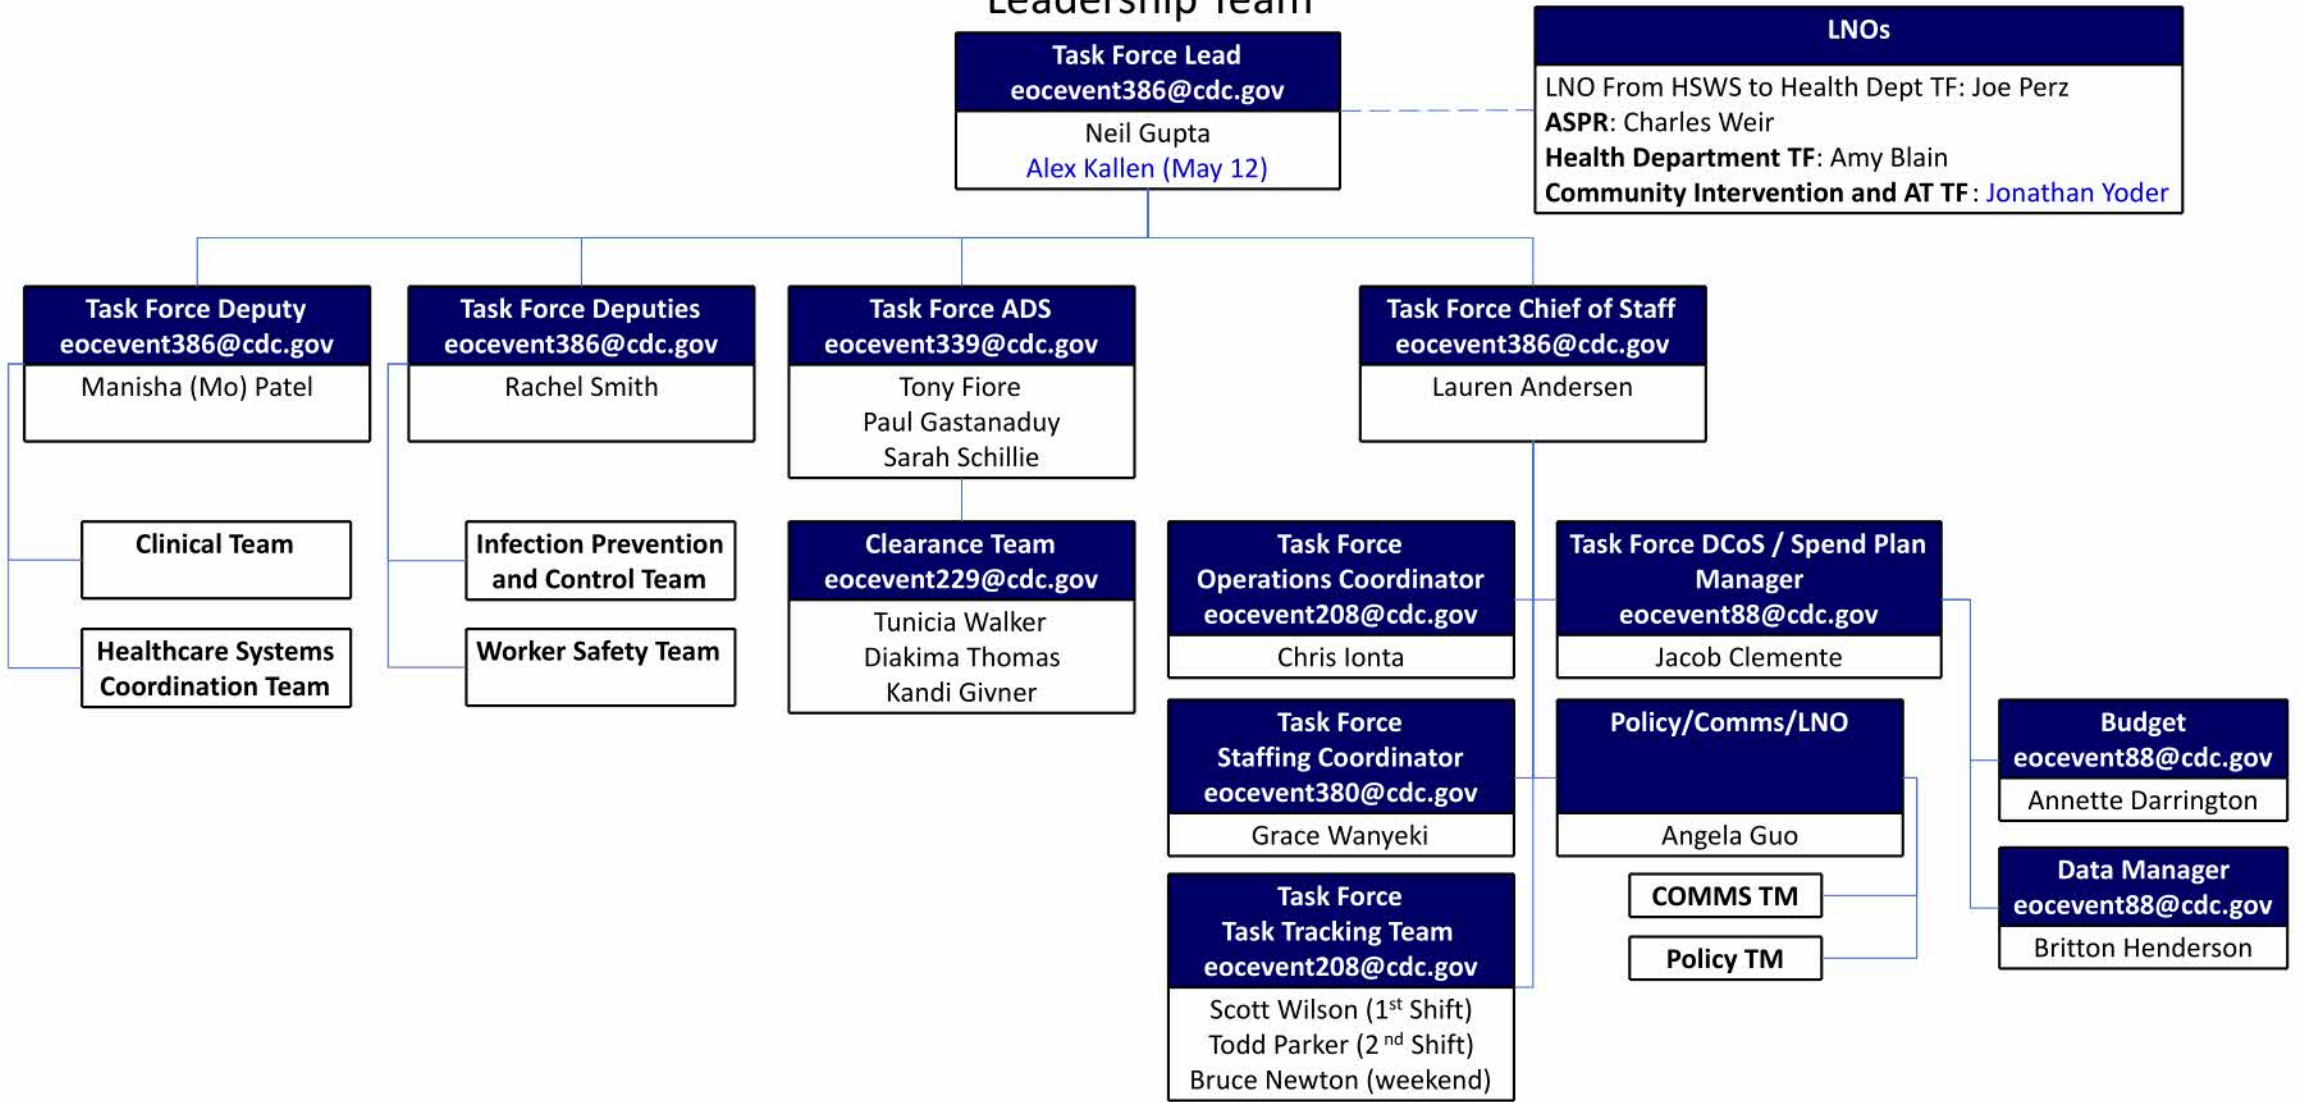 Leadership Team
Task Force Lead
eocevent386@cdc.gov
Neil Gupta
Alex Kallen (May 12)
LNOs
LNO From HSWS to Health Dept TF: Joe Perz
ASPR: Charles Weir
Health Department TF: Amy Blain
Community Intervention and AT TF: Jonathan Yoder
Task Force Deputy
eocevent386@cdc.gov
Manisha (Mo) Patel
Task Force Deputies
eocevent386@cdc.gov
Rachel Smith
Task Force ADS
eocevent339@cdc.gov
Tony Fiore
Paul Gastanaduy
Sarah Schillie
Task Force Chief of Staff
eocevent386@cdc.gov
Lauren Andersen
Clinical Team
Healthcare Systems
Coordination Team
Infection Prevention
and Control Team
Worker Safety Team
Clearance Team
eocevent229@cdc.gov
Tunicia Walker
Diakima Thomas
Kandi Givner
Task Force
Operations Coordinator
eocevent208@cdc.gov
Chris Ionta
Task Force DCoS / Spend Plan
Manager
eocevent88@cdc.gov
Jacob Clemente
Task Force
Staffing Coordinator
eocevent380@cdc.gov
Grace Wanyeki
Policy/Comms/LNO
Angela Guo
Budget
eocevent88@cdc.gov
Annette Darrington
Task Force
Task Tracking Team
eocevent208@cdc.gov
Scott Wilson (1st Shift)
Todd Parker (2 nd Shift)
Bruce Newton (weekend)
COMMS TM
Policy TM
Data Manager
eocevent88@cdc.gov
Britton Henderson